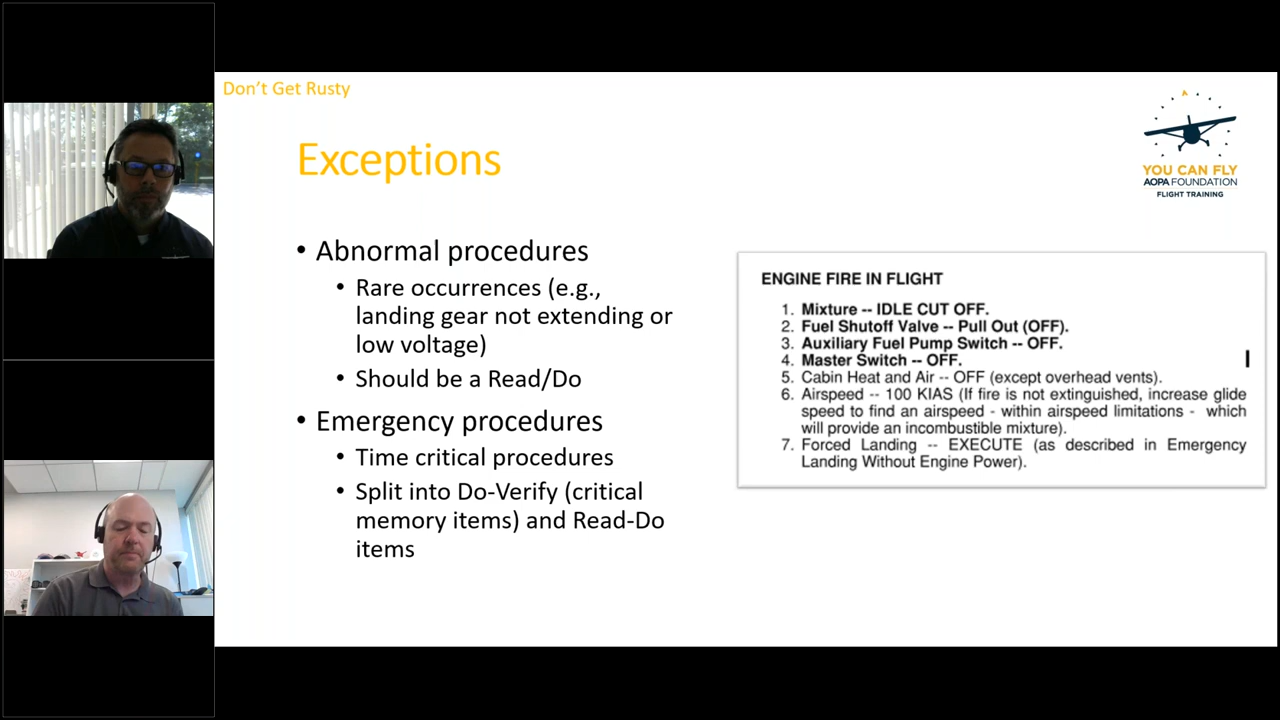 Don't Get Rusty
Exceptions
YOU CAN FLY
AOPA FOUNDATION
FLIGHT TRAINING
• Abnormal procedures
• Rare occurrences (e.g.,
landing gear not extending or
low voltage)
• Should be a Read/Do
• Emergency procedures
• Time critical procedures
• Split into Do-Verify (critical
memory items) and Read-Do
items
ENGINE FIRE IN FLIGHT
1. Mixture -- IDLE CUT OFF.
2. Fuel Shutoff Valve -- Pull Out (OFF).
3. Auxiliary Fuel Pump Switch -- OFF.
4. Master Switch -- OFF.
5. Cabin Heat and Air -- OFF (except overhead vents).
6. Airspeed -- 100 KIAS (If fire is not extinguished, increase glide
speed to find an airspeed - within airspeed limitations - which
will provide an incombustible mixture).
7. Forced Landing -- EXECUTE (as described in Emergency
Landing Without Engine Power).